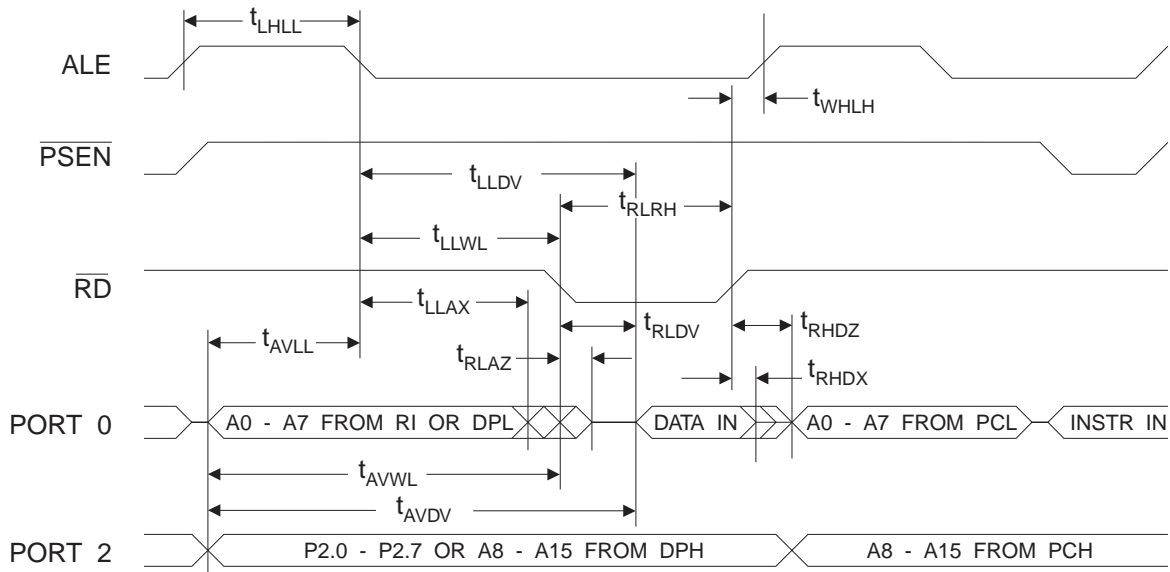 tLHLL
ALE
tWHLH
PSEN
tLLDV
tRLRH
tLLWL
RD
tLLAX
tRHDZ
tAVLL
tRLDV
tRLAZ
tRHDX
PORT 0
A0 - A7 FROM RI OR DPL
DATA IN
A0 - A7 FROM PCL
INSTR IN
tAVWL
tAVDV
PORT 2
P2.0 - P2.7 OR A8 - A15 FROM DPH
A8 - A15 FROM PCH